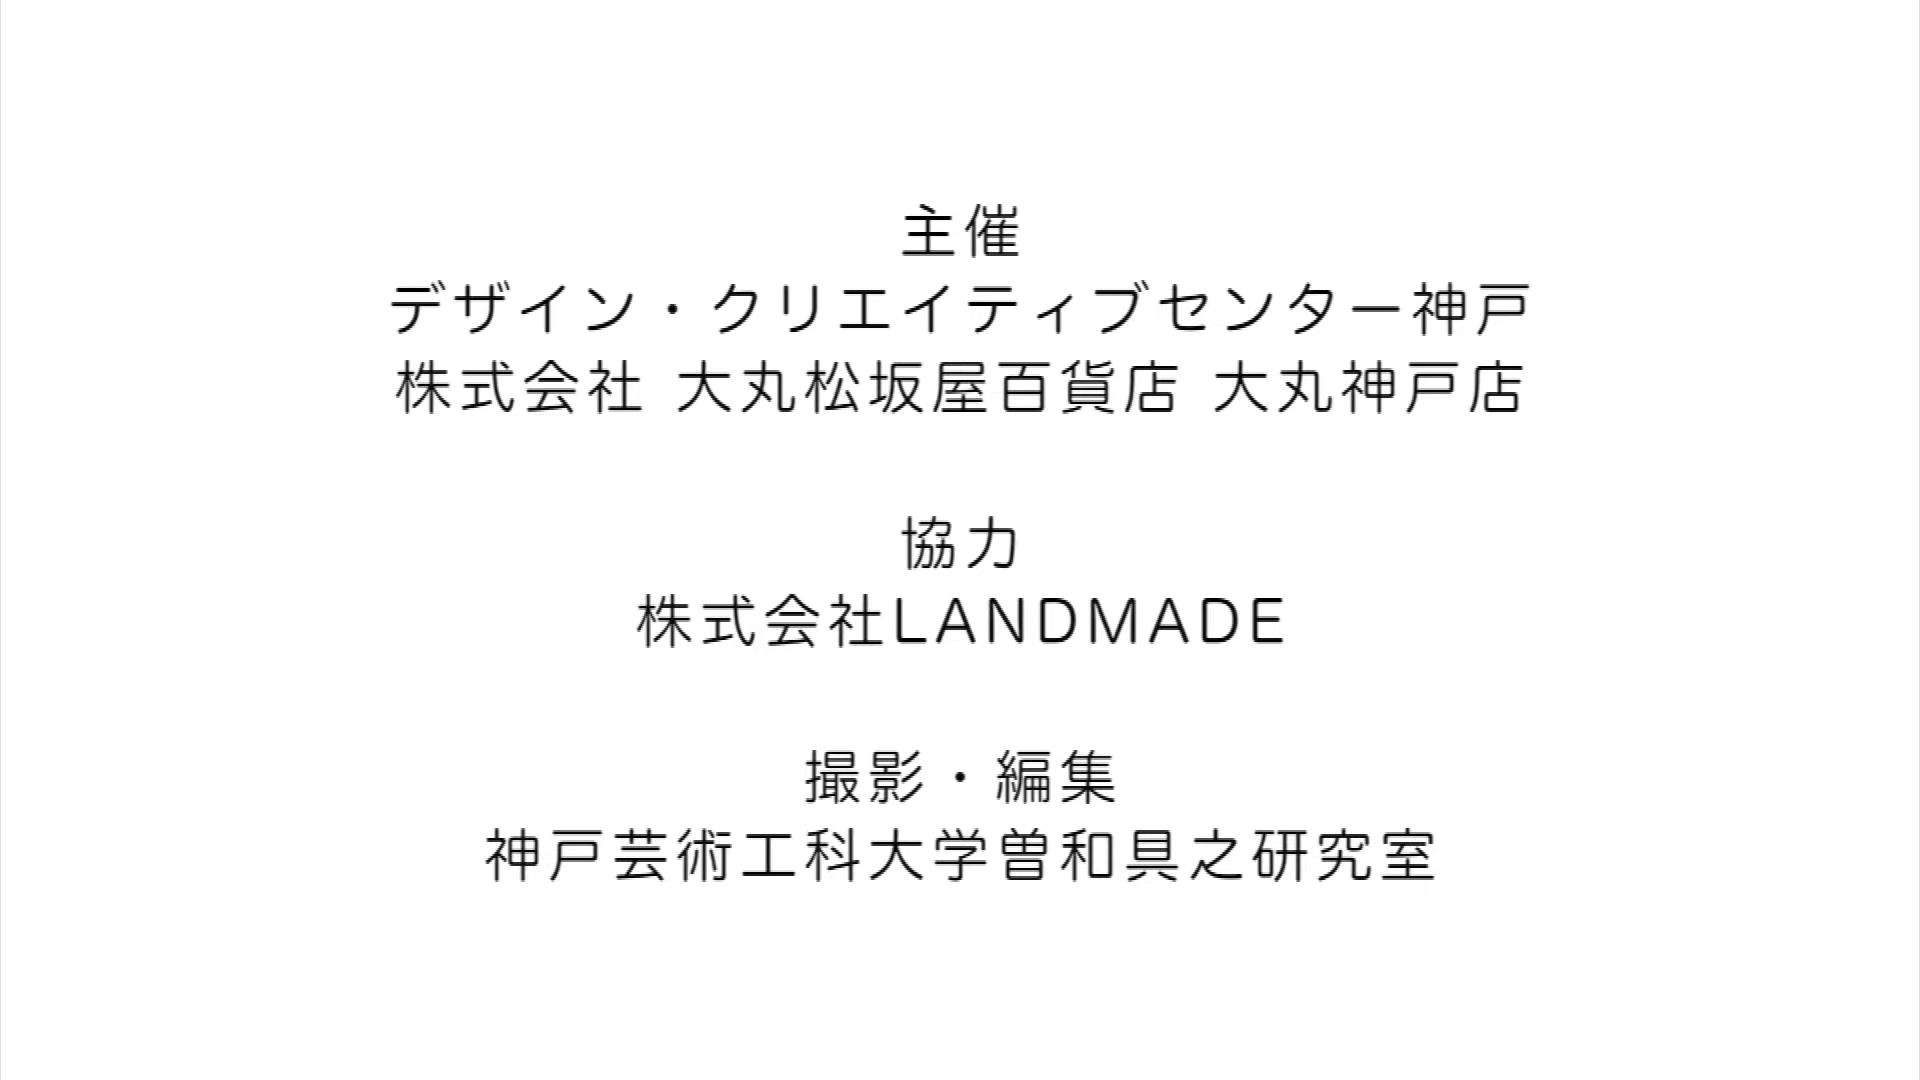 主催
デザイン・クリエイティブセンター神戸
株式会社 大丸松坂屋百貨店 大丸神戸店
協力
株式会社LANDMADE
撮影・編集
神戸芸術工科大学曽和具之研究室